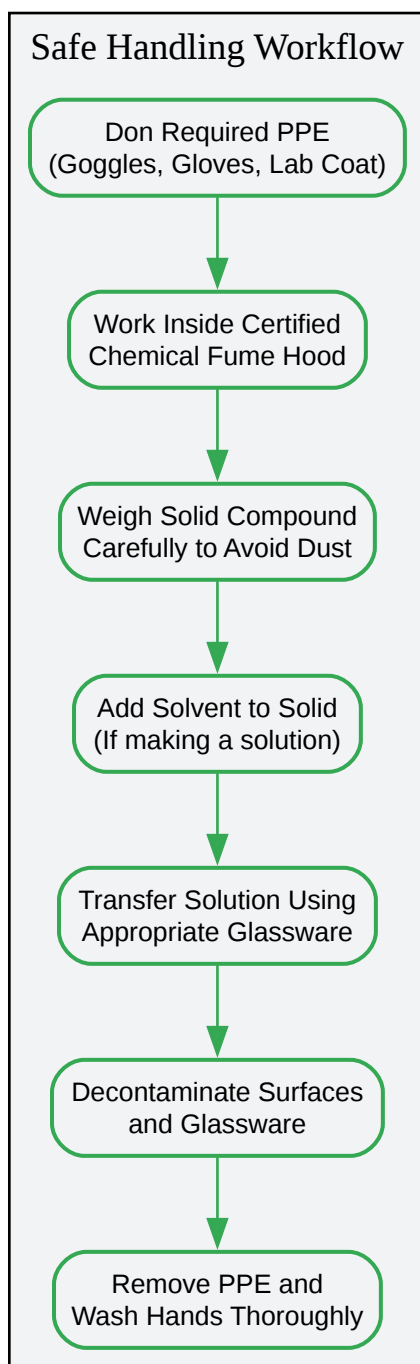 Safe Handling Workflow
Don Required PPE
(Goggles, Gloves, Lab Coat)
Work Inside Certified
Chemical Fume Hood
Weigh Solid Compound
Carefully to Avoid Dust
Add Solvent to Solid
(If making a solution)
Transfer Solution Using
Appropriate Glassware
Decontaminate Surfaces
and Glassware
Remove PPE and
Wash Hands Thoroughly